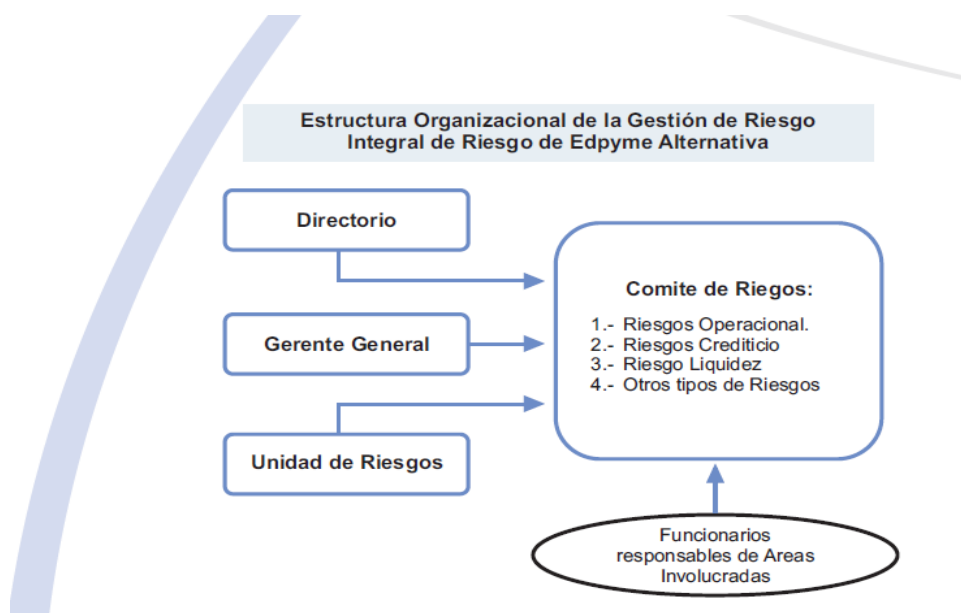 Estructura Organizacional de la Gestión de Riesgo
Integral de Riesgo de Edpyme Alternativa
Directorio
Gerente General
Unidad de Riesgos
Comite de Riegos:
1.- Riesgos Operacional.
2.- Riesgos Crediticio
3.- Riesgo Liquidez
4.- Otros tipos de Riesgos
Funcionarios
responsables de Areas
Involucradas